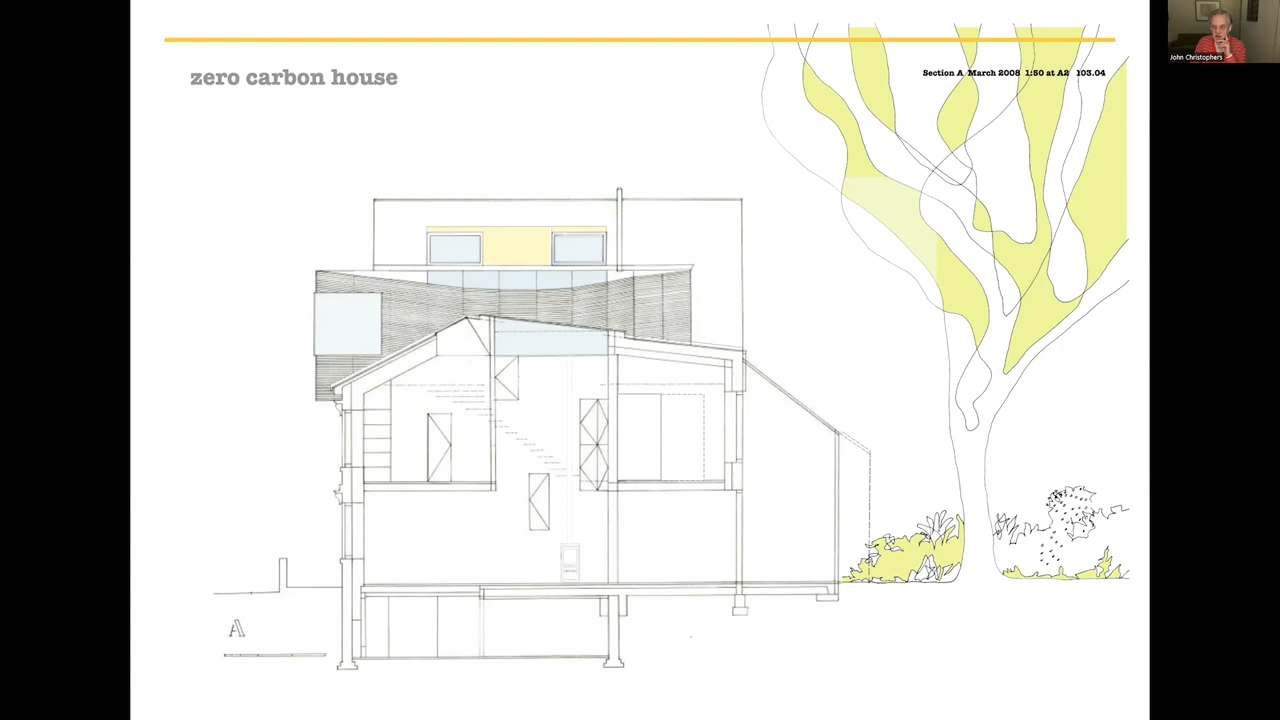 zero carbon house
Section A March 2008 1:50 at A2 103.04
John Christophers
A